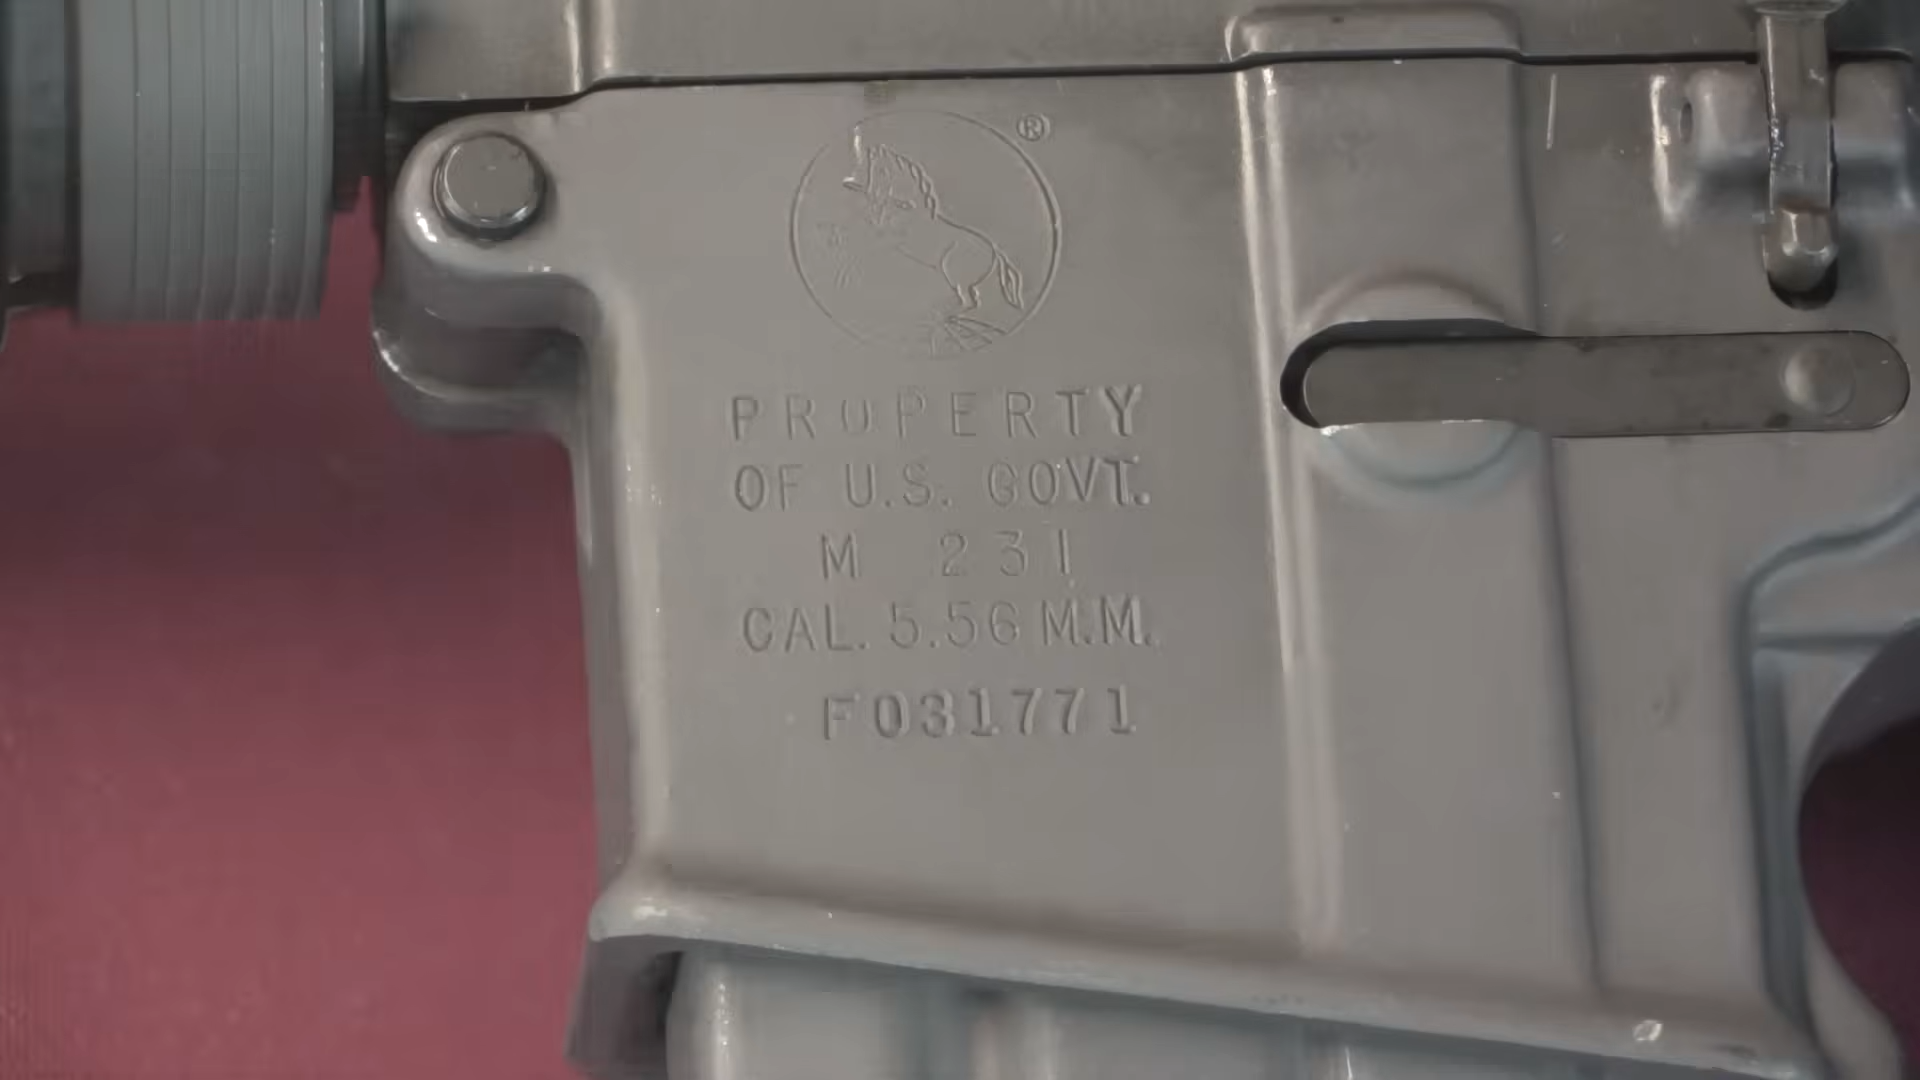 ®
PROPERTY
OF U.S. GOVT.
M 231
CAL. 5.56 M.M.
F031771